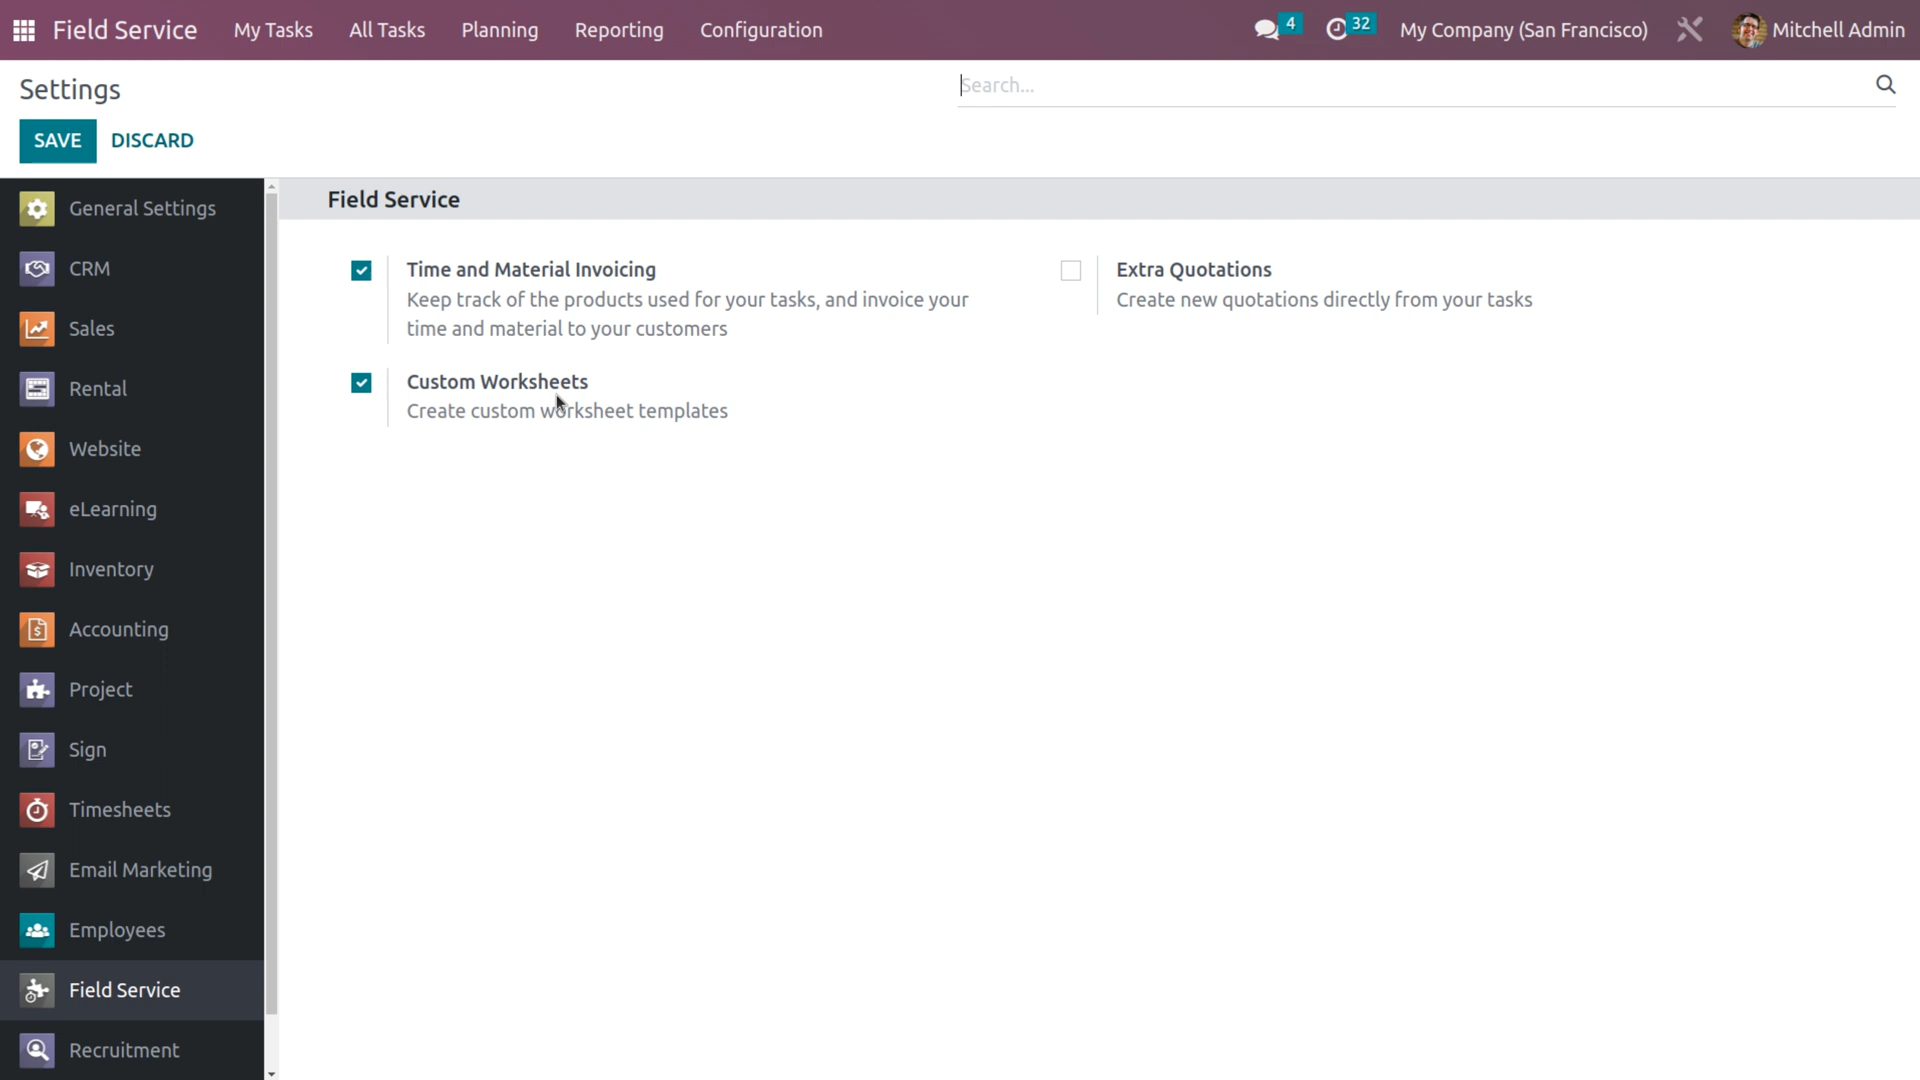 Field Service My Tasks All Tasks Planning Reporting Configuration 4 32 My Company (San Francisco) Mitchell Admin
Settings
Search...
SAVE DISCARD
General Settings
CRM
Sales
Rental
Website
eLearning
Inventory
Accounting
Project
Sign
Timesheets
Email Marketing
Employees
Field Service
Recruitment
Field Service
Time and Material Invoicing
Keep track of the products used for your tasks, and invoice your
time and material to your customers
Extra Quotations
Create new quotations directly from your tasks
Custom Worksheets
Create custom worksheet templates